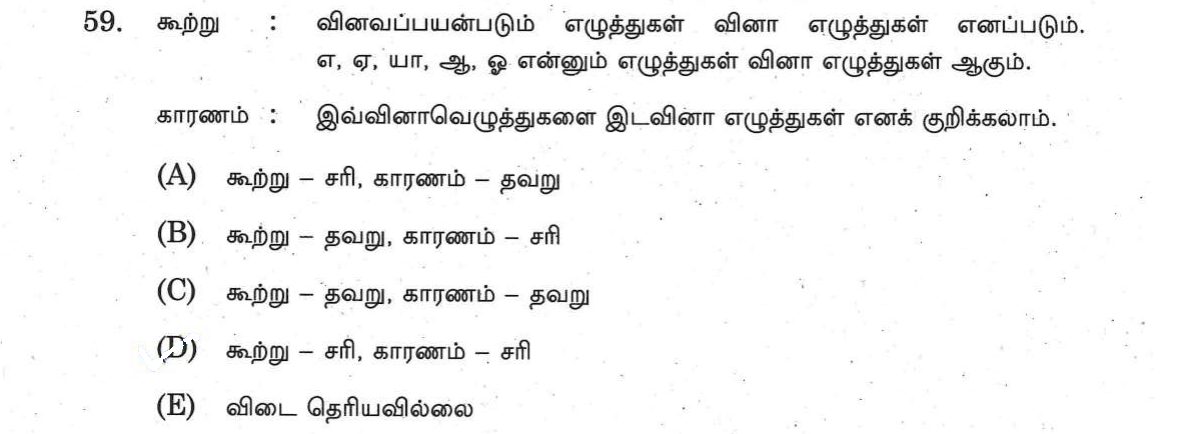 59. கூற்று : வினவப்பயன்படும் எழுத்துகள் வினா எழுத்துகள் எனப்படும்.
எ, ஏ, யா, ஆ, ஓ என்னும் எழுத்துகள் வினா எழுத்துகள் ஆகும்.
காரணம் : இவ்வினாவெழுத்துகளை இடவினா எழுத்துகள் எனக் குறிக்கலாம்.
(A) கூற்று – சரி, காரணம் – தவறு
(B) கூற்று – தவறு, காரணம் – சரி
(C) கூற்று – தவறு, காரணம் – தவறு
(D) கூற்று – சரி, காரணம் – சரி
(E) விடை தெரியவில்லை